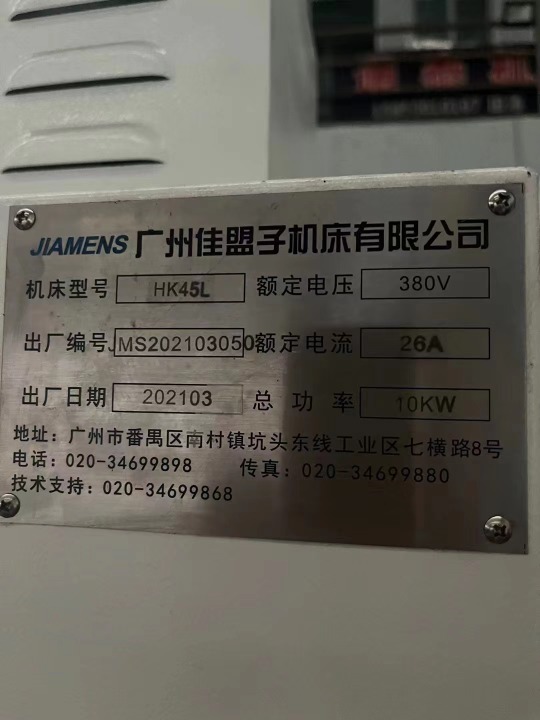 JIAMENS 广州佳盟子机床有限公司
机床型号 HK45L 额定电压 380V
出厂编号 JMS202103050 额定电流 26A
出厂日期 202103 总功率 10KW
地址：广州市番禺区南村镇坑头东线工业区七横路8号
电话：020-34699898 传真：020-34699880
技术支持：020-34699868